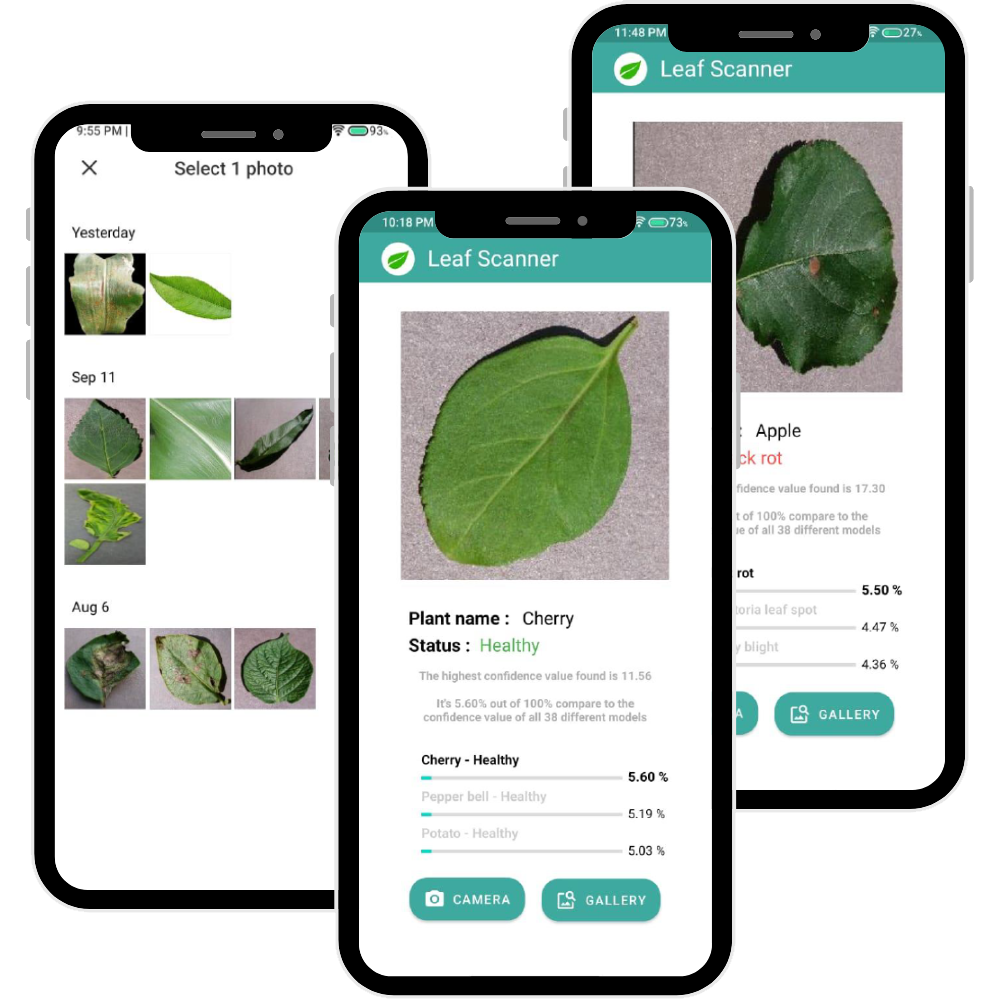 9:55 PM |
93%
Select 1 photo
Yesterday
Sep 11
Aug 6
10:18 PM
73%
Leaf Scanner
Plant name : Cherry
Status : Healthy
The highest confidence value found is 11.56
It's 5.60% out of 100% compare to the
confidence value of all 38 different models
Cherry - Healthy
5.60 %
Pepper bell - Healthy
5.19 %
Potato - Healthy
5.03 %
CAMERA
GALLERY
11:48 PM
27%
Leaf Scanner
: Apple
ck rot
fidence value found is 17.30
t of 100% compare to the
ue of all 38 different models
rot
5.50 %
toria leaf spot
4.47 %
y blight
4.36 %
A
GALLERY